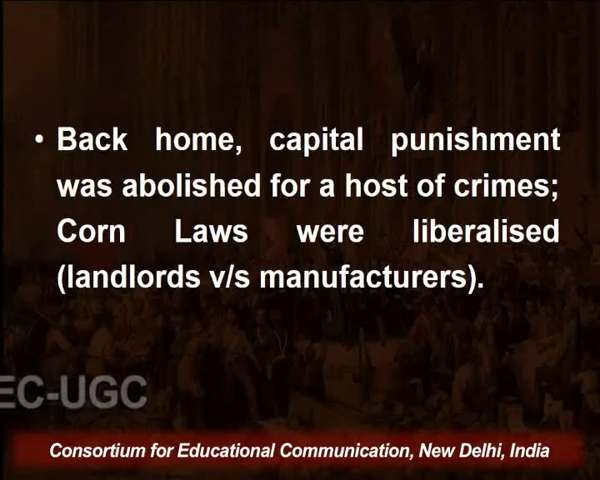 • Back home, capital punishment
was abolished for a host of crimes;
Corn Laws were liberalised
(landlords v/s manufacturers).
EC-UGC
Consortium for Educational Communication, New Delhi, India